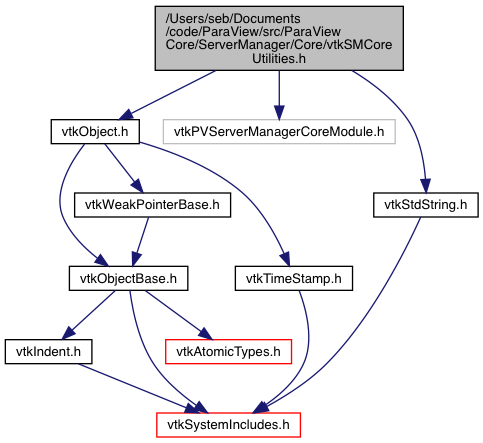 /Users/seb/Documents
/code/ParaView/src/ParaView
Core/ServerManager/Core/vtkSMCore
Utilities.h
vtkObject.h
vtkPVServerManagerCoreModule.h
vtkWeakPointerBase.h
vtkStdString.h
vtkObjectBase.h
vtkTimeStamp.h
vtkIndent.h
vtkAtomicTypes.h
vtkSystemIncludes.h